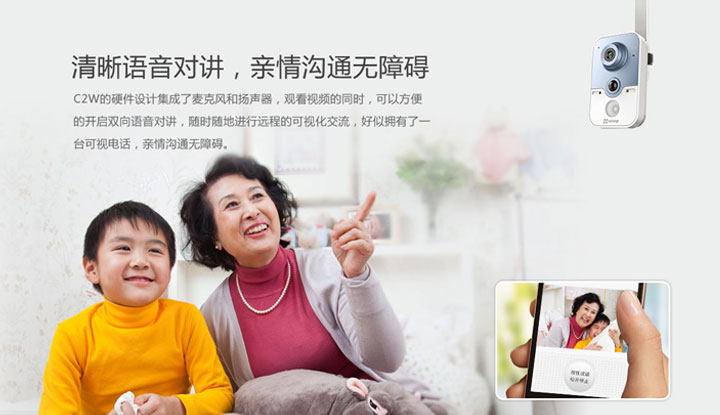 清晰语音对讲，亲情沟通无障碍
C2W的硬件设计集成了麦克风和扬声器，观看视频的同时，可以方便
的开启双向语音对讲，随时随地进行远程的可视化交流，好似拥有了一
台可视电话，亲情沟通无障碍。